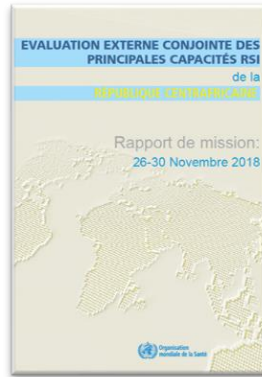 EVALUATION EXTERNE CONJOINTE DES
PRINCIPALES CAPACITÉS RSI
de la
RÉPUBLIQUE CENTRAFRICAINE
Rapport de mission:
26-30 Novembre 2018
Organisation
mondiale de la Santé